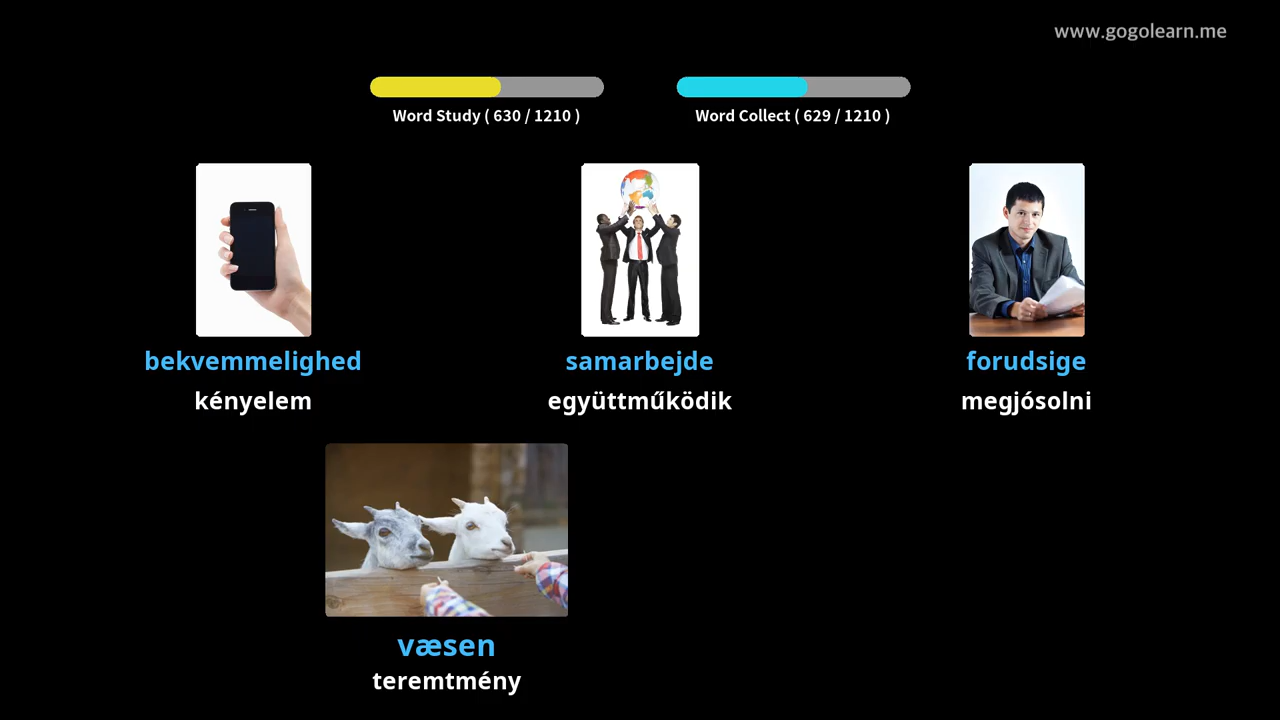 www.gogolearn.me
Word Study ( 630 / 1210 )
Word Collect ( 629 / 1210 )
bekvemmelighed
kényelem
samarbejde
együttműködik
forudsige
megjósolni
væsen
teremtmény